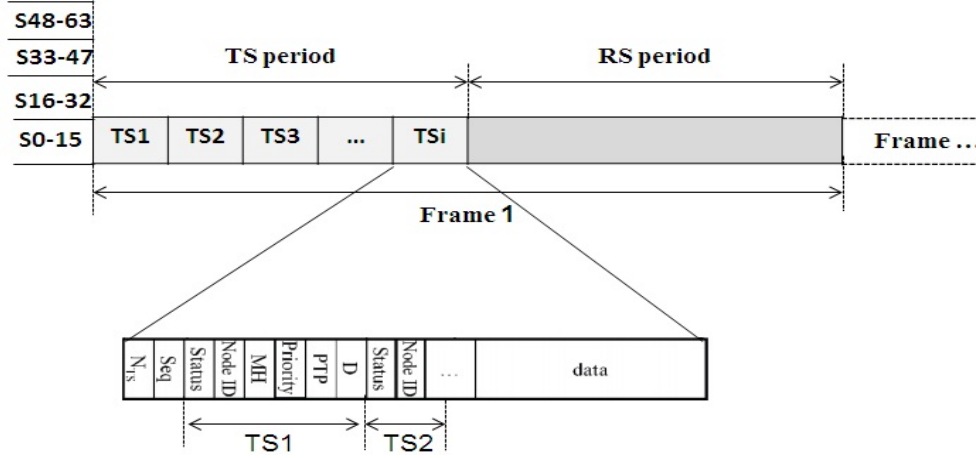 S48-63
S33-47 TS period RS period
S16-32
S0-15 TS1 TS2 TS3 ... TSi Frame ...
Frame 1
N_TS Seq Status Node ID MH Priority PTP D Status Node ID ... data
TS1 TS2